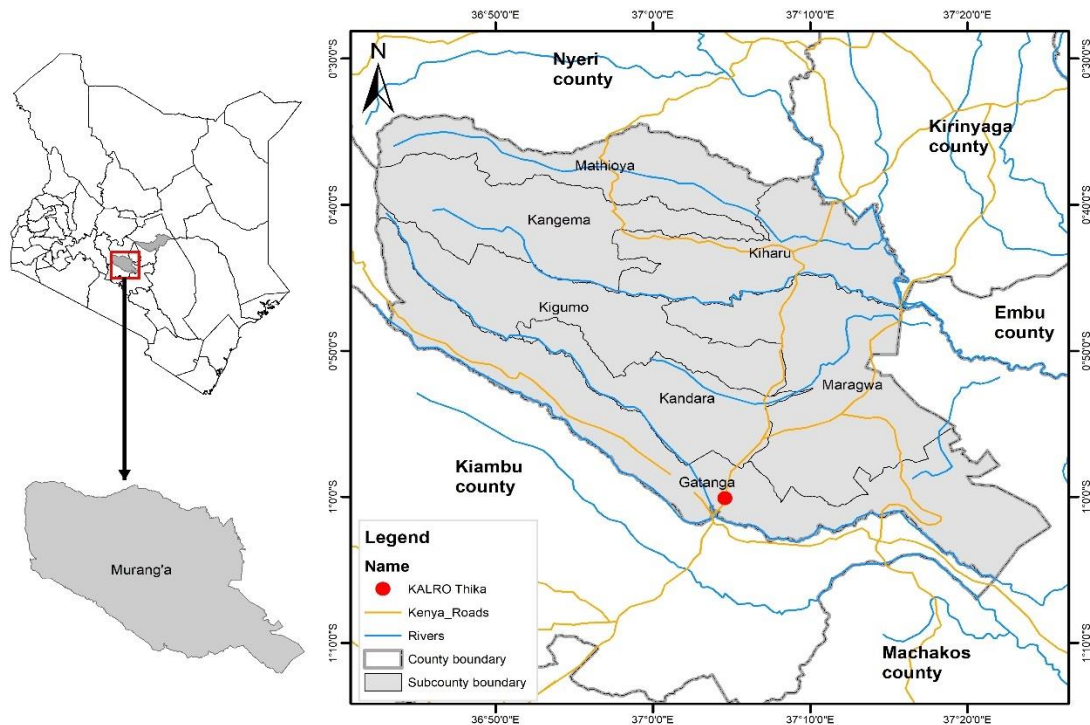 36°50'0"E
37°0'0"E
37°10'0"E
37°20'0"E
N
Nyeri
county
Kirinyaga
county
Mathioya
Kangema
Kiharu
Embu
county
Kigumo
Maragwa
Kandara
Kiambu
county
Gatanga
Machakos
county
0°30'0"S
0°40'0"S
0°50'0"S
1°0'0"S
1°10'0"S
0°30'0"S
0°40'0"S
0°50'0"S
1°0'0"S
1°10'0"S
Murang'a
Legend
Name
KALRO Thika
Kenya_Roads
Rivers
County boundary
Subcounty boundary
36°50'0"E
37°0'0"E
37°10'0"E
37°20'0"E